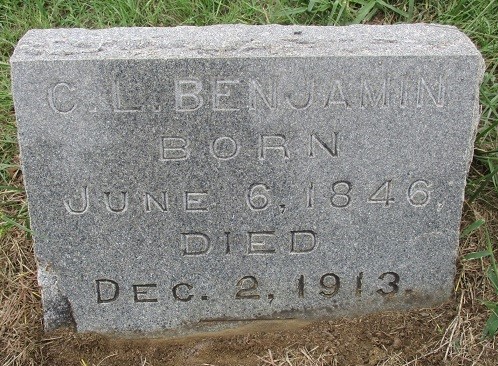 C. L. BENJAMIN
BORN
JUNE 6, 1846.
DIED
DEC. 2, 1913.